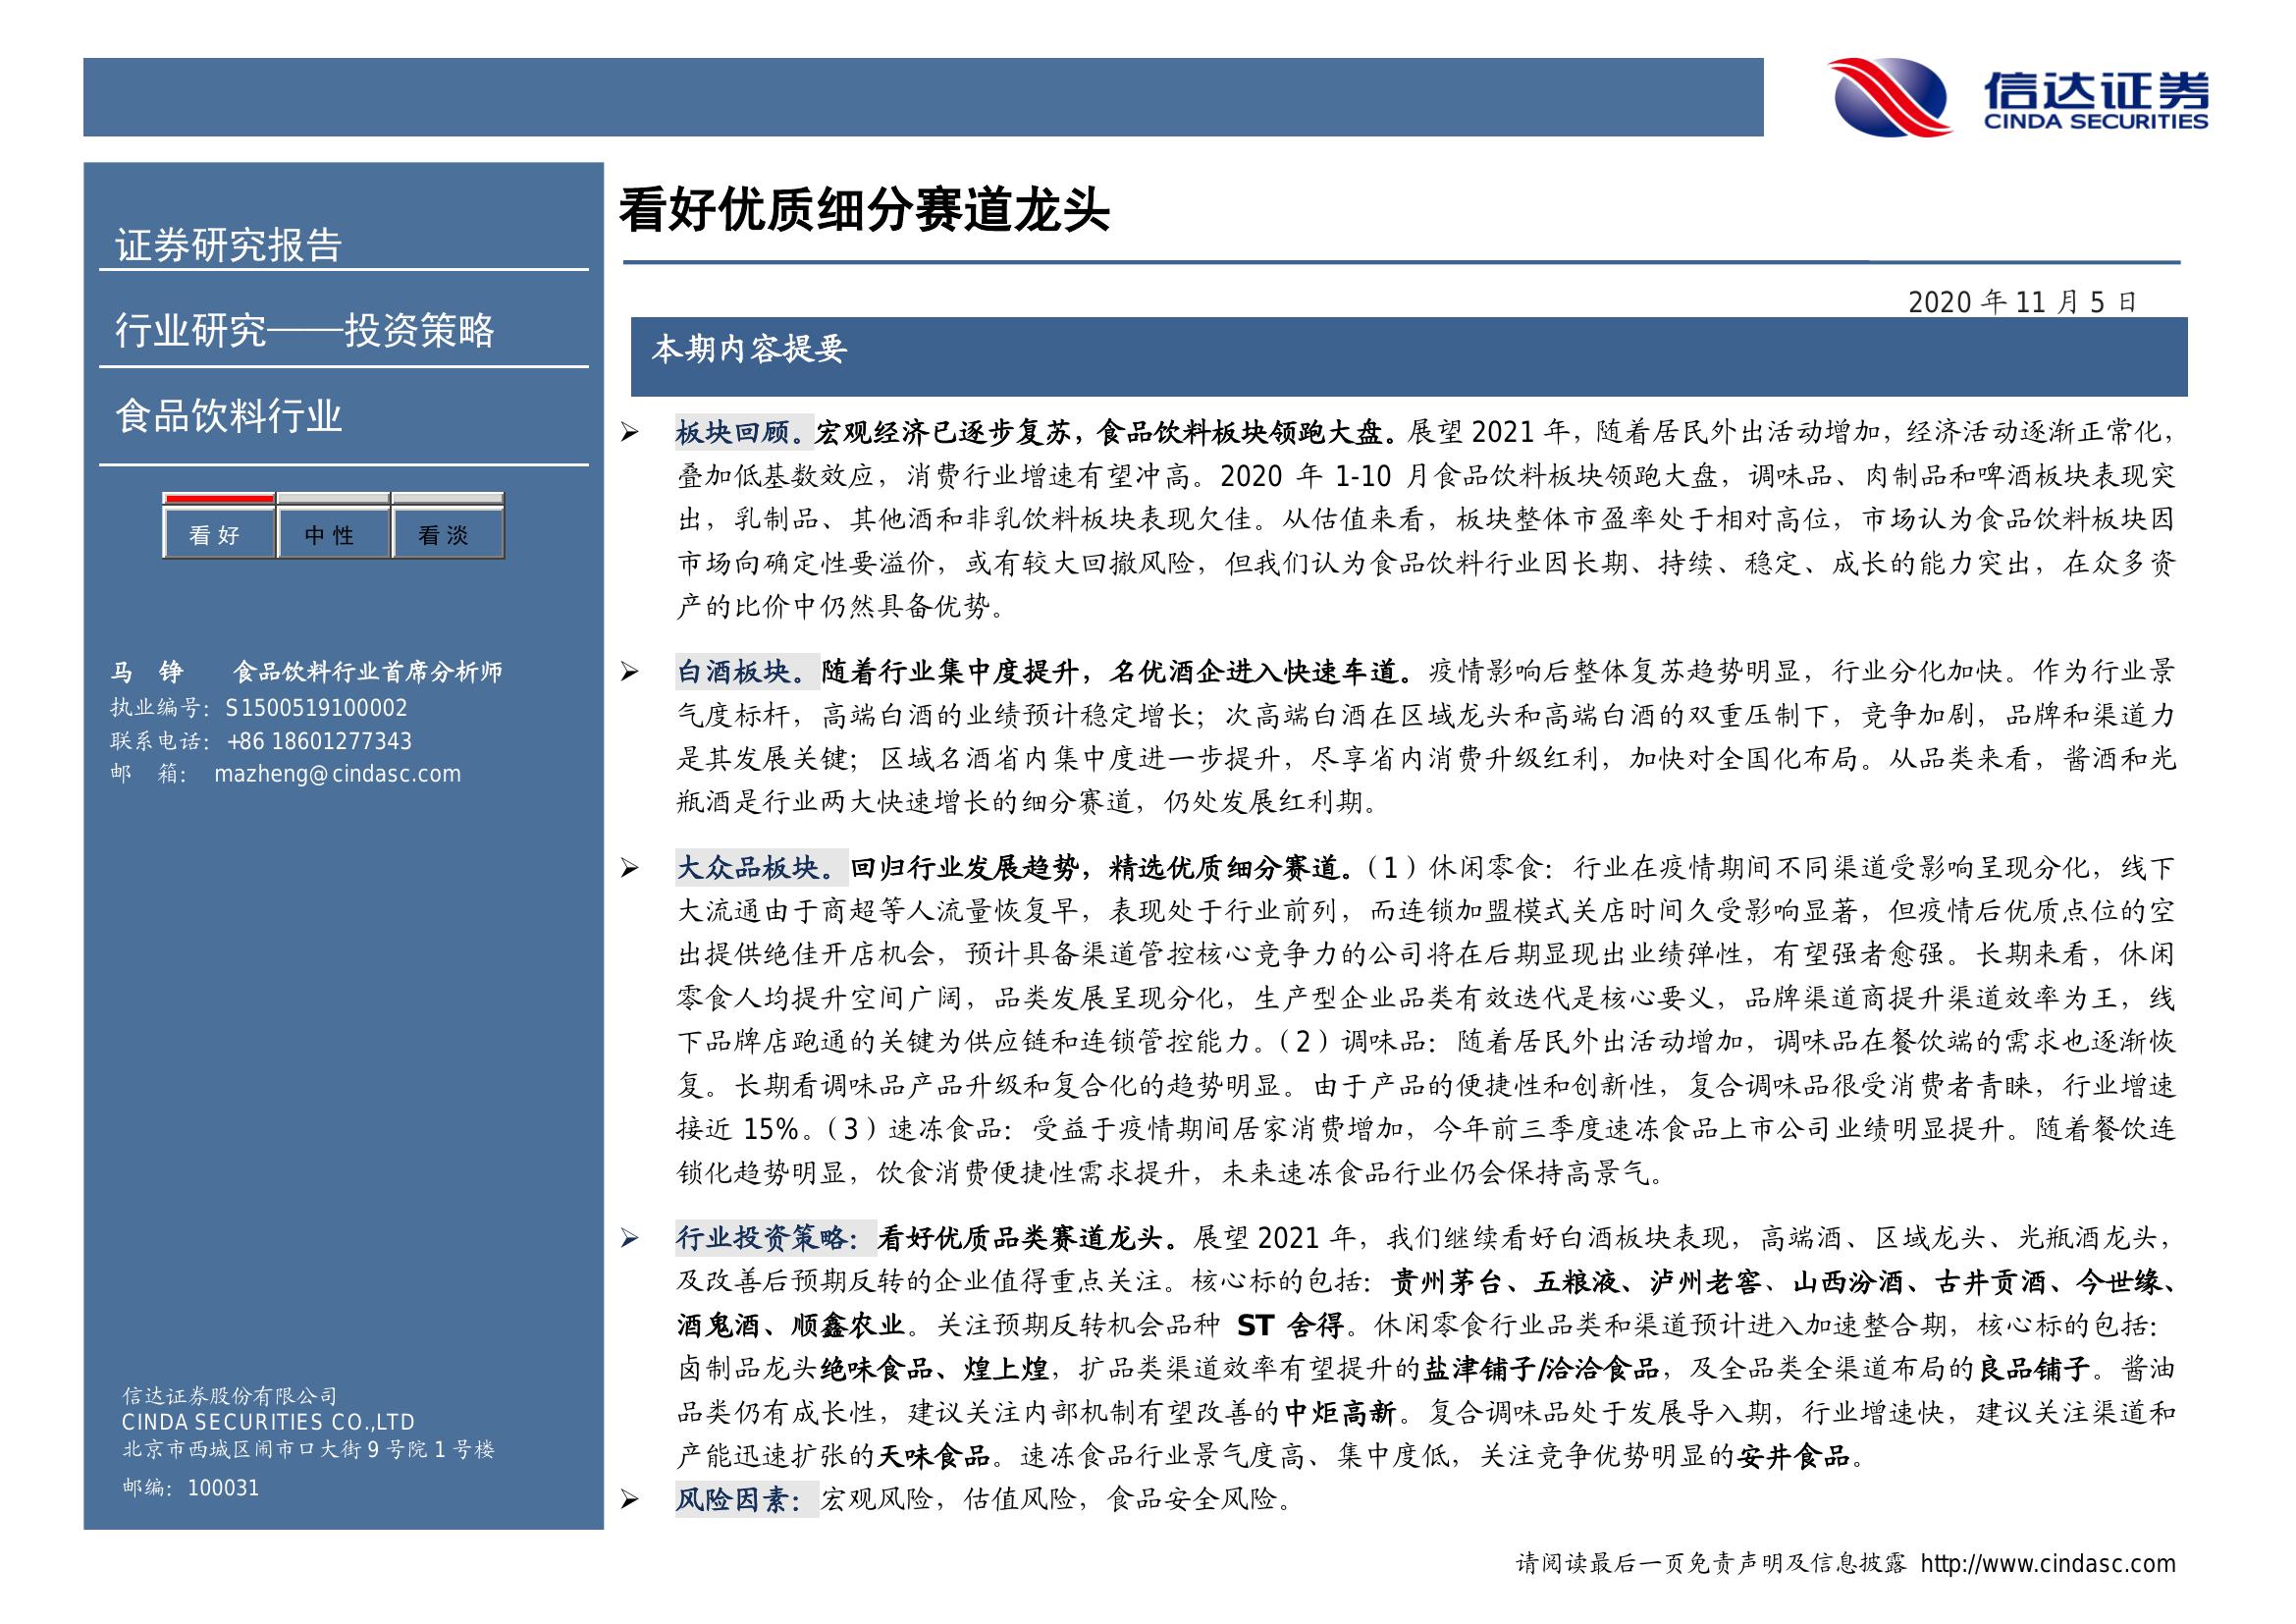 信达证券
CINDA SECURITIES
证券研究报告
行业研究——投资策略
食品饮料行业
看好 中性 看淡
马 铮 食品饮料行业首席分析师
执业编号：S1500519100002
联系电话：+86 18601277343
邮 箱： mazheng@cindasc.com
信达证券股份有限公司
CINDA SECURITIES CO.,LTD
北京市西城区闹市口大街 9 号院 1 号楼
邮编：100031
看好优质细分赛道龙头
2020 年 11 月 5 日
本期内容提要
➢ 板块回顾。宏观经济已逐步复苏，食品饮料板块领跑大盘。展望 2021 年，随着居民外出活动增加，经济活动逐渐正常化，
叠加低基数效应，消费行业增速有望冲高。2020 年 1-10 月食品饮料板块领跑大盘，调味品、肉制品和啤酒板块表现突
出，乳制品、其他酒和非乳饮料板块表现欠佳。从估值来看，板块整体市盈率处于相对高位，市场认为食品饮料板块因
市场向确定性要溢价，或有较大回撤风险，但我们认为食品饮料行业因长期、持续、稳定、成长的能力突出，在众多资
产的比价中仍然具备优势。
➢ 白酒板块。随着行业集中度提升，名优酒企进入快速车道。疫情影响后整体复苏趋势明显，行业分化加快。作为行业景
气度标杆，高端白酒的业绩预计稳定增长；次高端白酒在区域龙头和高端白酒的双重压制下，竞争加剧，品牌和渠道力
是其发展关键；区域名酒省内集中度进一步提升，尽享省内消费升级红利，加快对全国化布局。从品类来看，酱酒和光
瓶酒是行业两大快速增长的细分赛道，仍处发展红利期。
➢ 大众品板块。回归行业发展趋势，精选优质细分赛道。（1）休闲零食：行业在疫情期间不同渠道受影响呈现分化，线下
大流通由于商超等人流量恢复早，表现处于行业前列，而连锁加盟模式关店时间久受影响显著，但疫情后优质点位的空
出提供绝佳开店机会，预计具备渠道管控核心竞争力的公司将在后期显现出业绩弹性，有望强者愈强。长期来看，休闲
零食人均提升空间广阔，品类发展呈现分化，生产型企业品类有效迭代是核心要义，品牌渠道商提升渠道效率为王，线
下品牌店跑通的关键为供应链和连锁管控能力。（2）调味品：随着居民外出活动增加，调味品在餐饮端的需求也逐渐恢
复。长期看调味品产品升级和复合化的趋势明显。由于产品的便捷性和创新性，复合调味品很受消费者青睐，行业增速
接近 15%。（3）速冻食品：受益于疫情期间居家消费增加，今年前三季度速冻食品上市公司业绩明显提升。随着餐饮连
锁化趋势明显，饮食消费便捷性需求提升，未来速冻食品行业仍会保持高景气。
➢ 行业投资策略：看好优质品类赛道龙头。展望 2021 年，我们继续看好白酒板块表现，高端酒、区域龙头、光瓶酒龙头，
及改善后预期反转的企业值得重点关注。核心标的包括：贵州茅台、五粮液、泸州老窖、山西汾酒、古井贡酒、今世缘、
酒鬼酒、顺鑫农业。关注预期反转机会品种 ST 舍得。休闲零食行业品类和渠道预计进入加速整合期，核心标的包括：
卤制品龙头绝味食品、煌上煌，扩品类渠道效率有望提升的盐津铺子/洽洽食品，及全品类全渠道布局的良品铺子。酱油
品类仍有成长性，建议关注内部机制有望改善的中炬高新。复合调味品处于发展导入期，行业增速快，建议关注渠道和
产能迅速扩张的天味食品。速冻食品行业景气度高、集中度低，关注竞争优势明显的安井食品。
➢ 风险因素：宏观风险，估值风险，食品安全风险。
请阅读最后一页免责声明及信息披露 http://www.cindasc.com